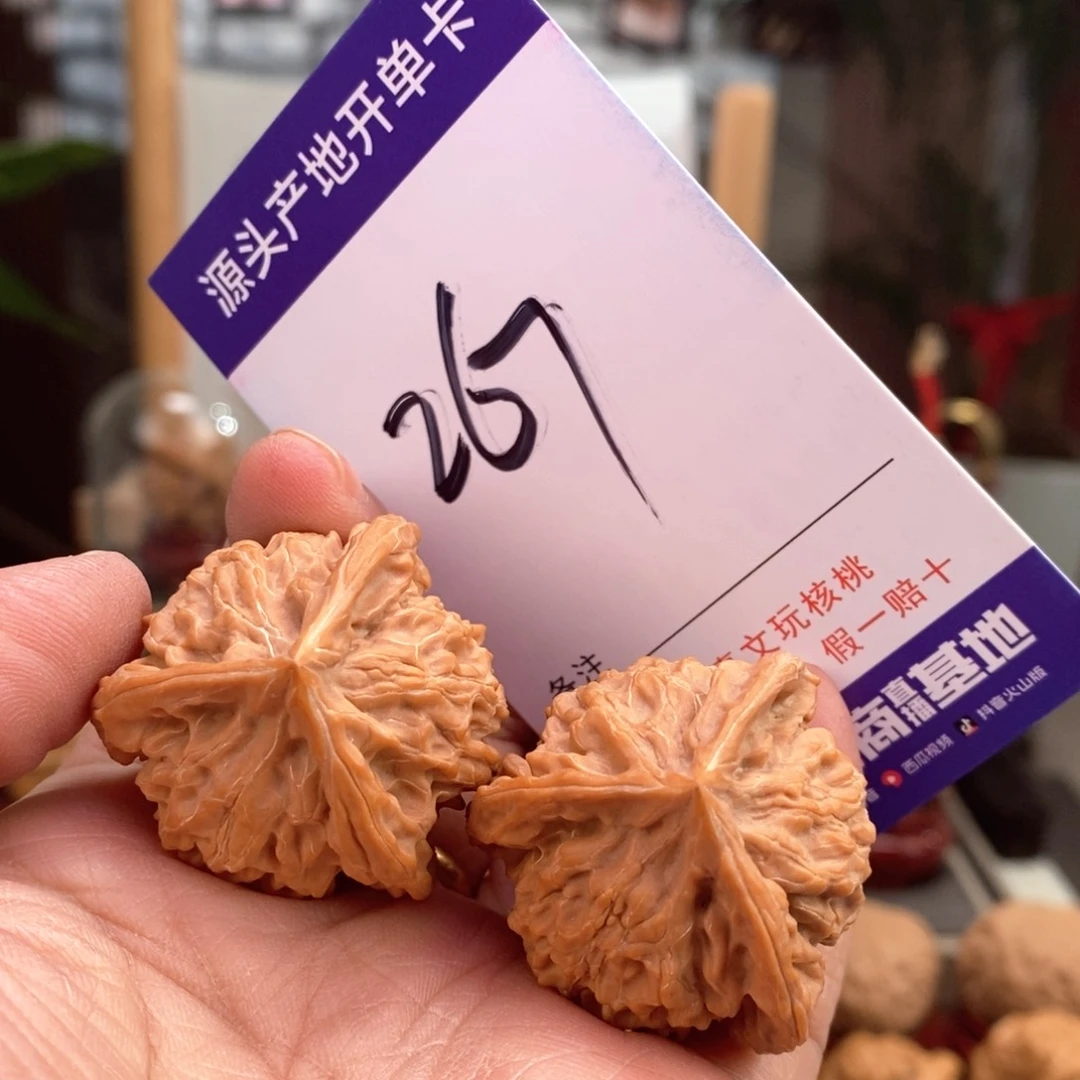 源头产地开单卡
267
备注
文玩核桃
假一赔十
商直播基地
西瓜视频 抖音火山版